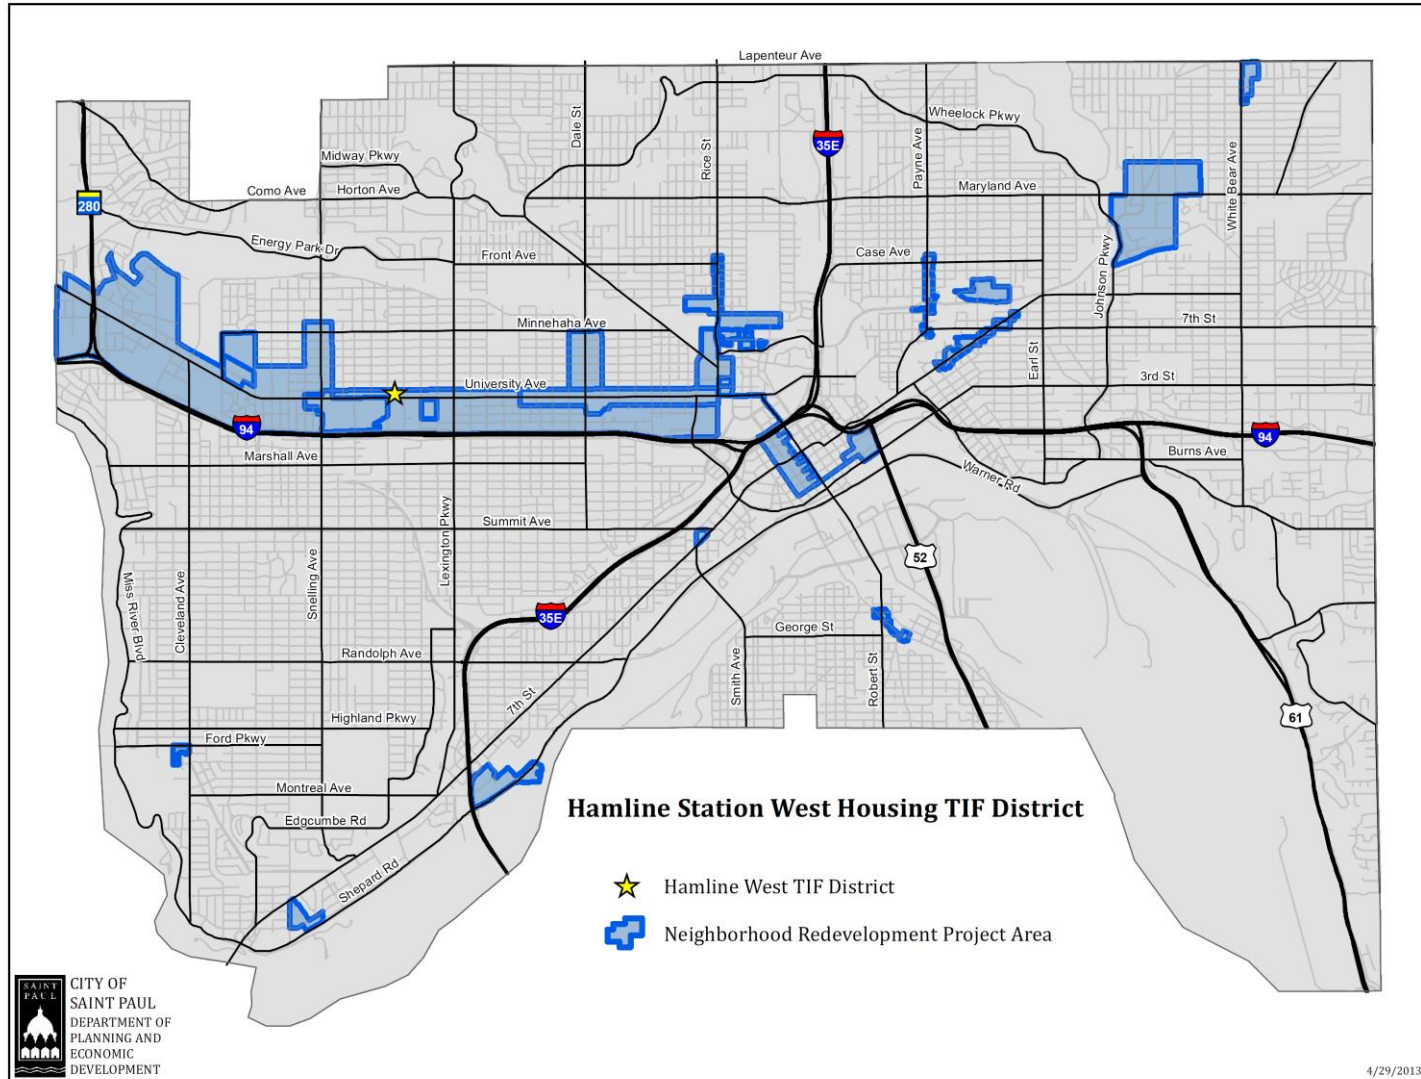 Lapenteur Ave
Wheelock Pkwy
Dale St
Rice St
35E
Payne Ave
White Bear Ave
Midway Pkwy
Como Ave
Horton Ave
Maryland Ave
280
Energy Park Dr
Front Ave
Case Ave
Johnson Pkwy
Minnehaha Ave
7th St
Earl St
University Ave
3rd St
94
94
Marshall Ave
Burns Ave
Warner Rd
Lexington Pkwy
Summit Ave
52
Miss River Blvd
Cleveland Ave
Snelling Ave
35E
George St
Randolph Ave
Smith Ave
Robert St
7th St
Highland Pkwy
61
Ford Pkwy
Montreal Ave
Edgcumbe Rd
Shepard Rd
Hamline Station West Housing TIF District
Hamline West TIF District
Neighborhood Redevelopment Project Area
SAINT
PAUL
CITY OF
SAINT PAUL
DEPARTMENT OF
PLANNING AND
ECONOMIC
DEVELOPMENT
4/29/2013